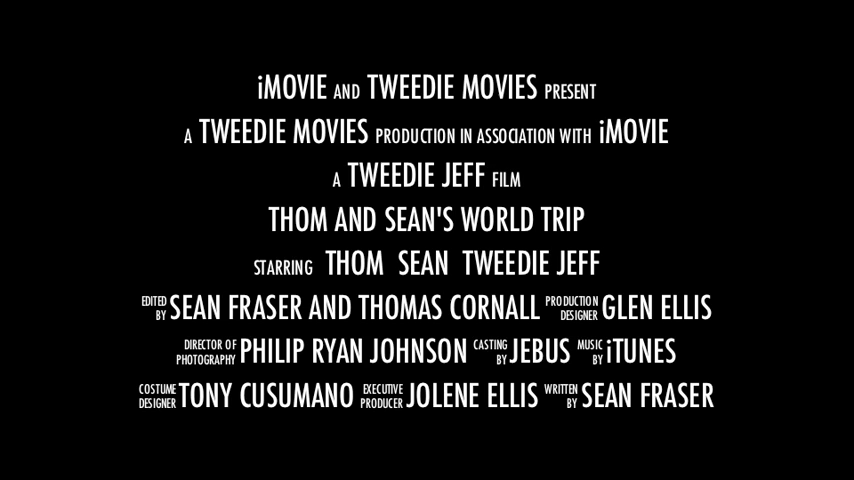 iMOVIE AND TWEEDIE MOVIES PRESENT
A TWEEDIE MOVIES PRODUCTION IN ASSOCIATION WITH iMOVIE
A TWEEDIE JEFF FILM
THOM AND SEAN'S WORLD TRIP
STARRING THOM SEAN TWEEDIE JEFF
EDITED BY SEAN FRASER AND THOMAS CORNALL PRODUCTION DESIGNER GLEN ELLIS
DIRECTOR OF PHOTOGRAPHY PHILIP RYAN JOHNSON CASTING BY JEBUS MUSIC BY iTUNES
COSTUME DESIGNER TONY CUSUMANO EXECUTIVE PRODUCER JOLENE ELLIS WRITTEN BY SEAN FRASER